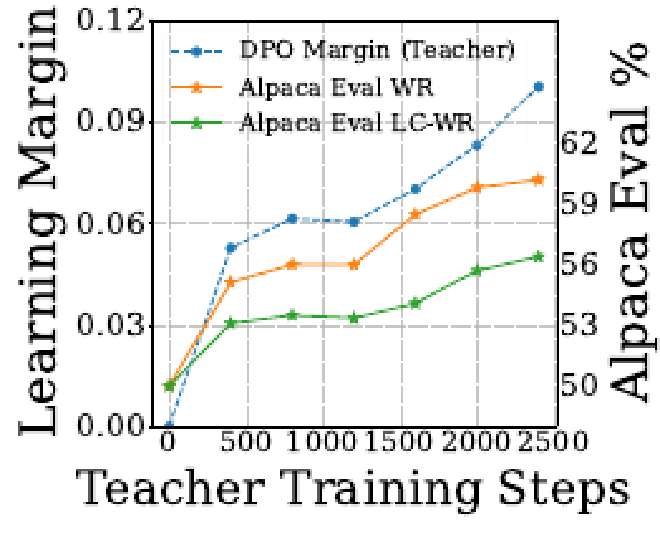 Learning Margin
0.12
0.09
0.06
0.03
0.00
DPO Margin (Teacher)
Alpaca Eval WR
Alpaca Eval LC-WR
62
59
56
53
50
Alpaca Eval %
0 500 1000 1500 2000 2500
Teacher Training Steps